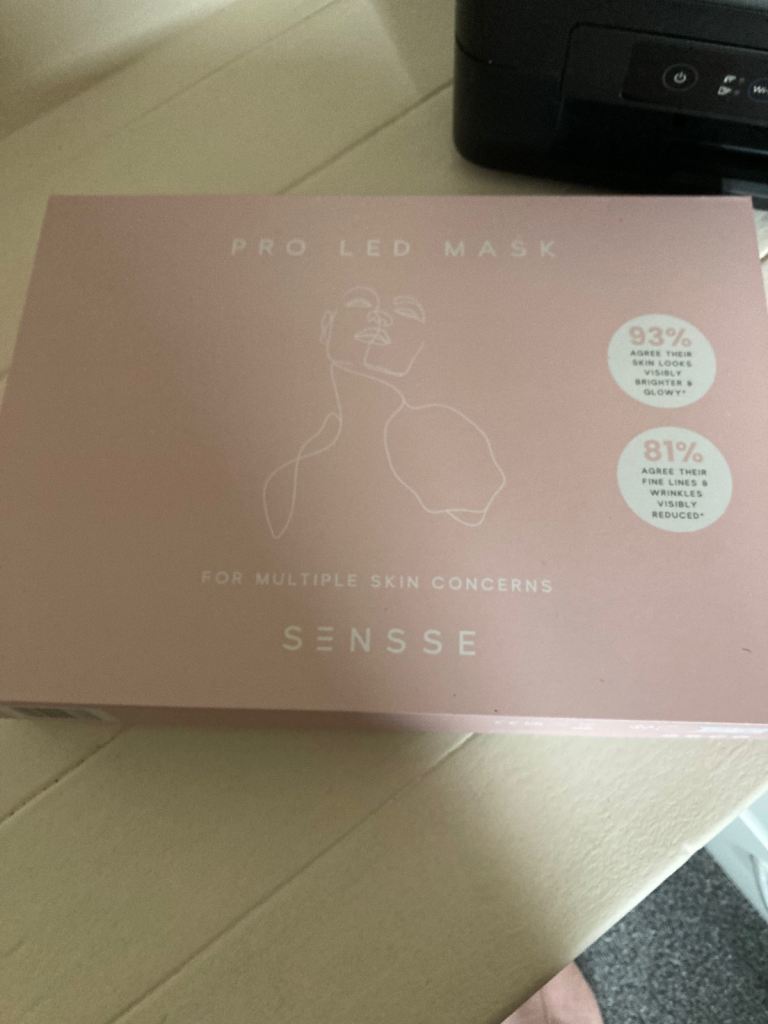 PRO LED MASK
93%
AGREE THEIR
SKIN LOOKS
VISIBLY
BRIGHTER &
GLOWY*
81%
AGREE THEIR
FINE LINES &
WRINKLES
VISIBLY
REDUCED*
FOR MULTIPLE SKIN CONCERNS
SENSSE